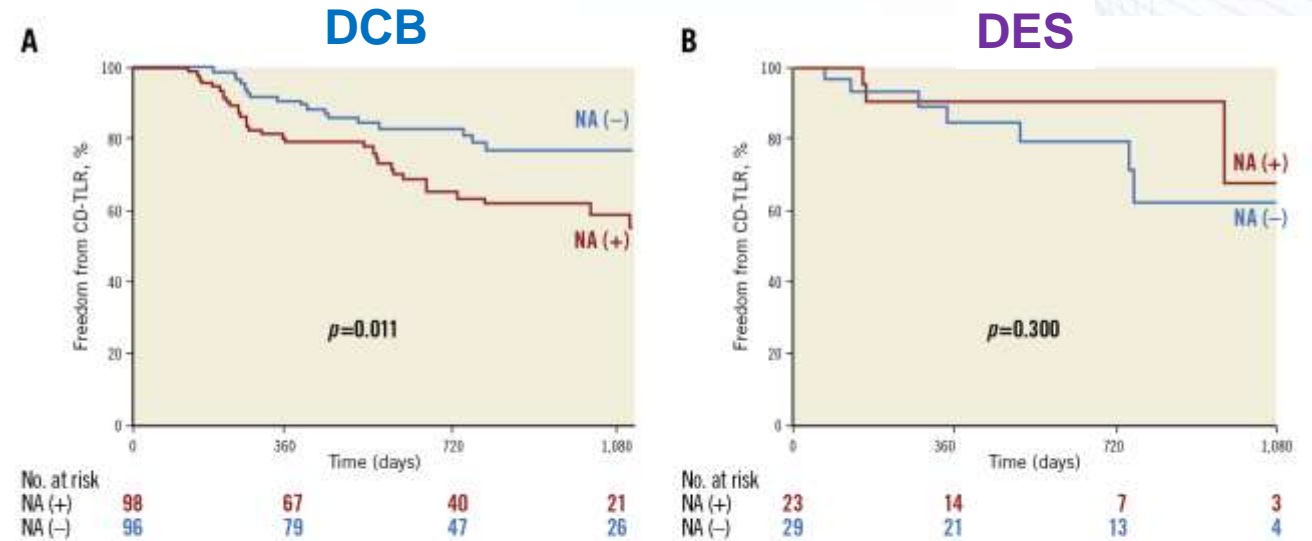 DCB
A
100
80
60
40
20
0
Freedom from CD-TLR, %
NA (–)
NA (+)
p=0.011
0 360 720 1,080
Time (days)
No. at risk
NA (+) 98 67 40 21
NA (–) 96 79 47 26
DES
B
100
80
60
40
20
0
Freedom from CD-TLR, %
NA (+)
NA (–)
p=0.300
0 360 720 1,080
Time (days)
No. at risk
NA (+) 23 14 7 3
NA (–) 29 21 13 4